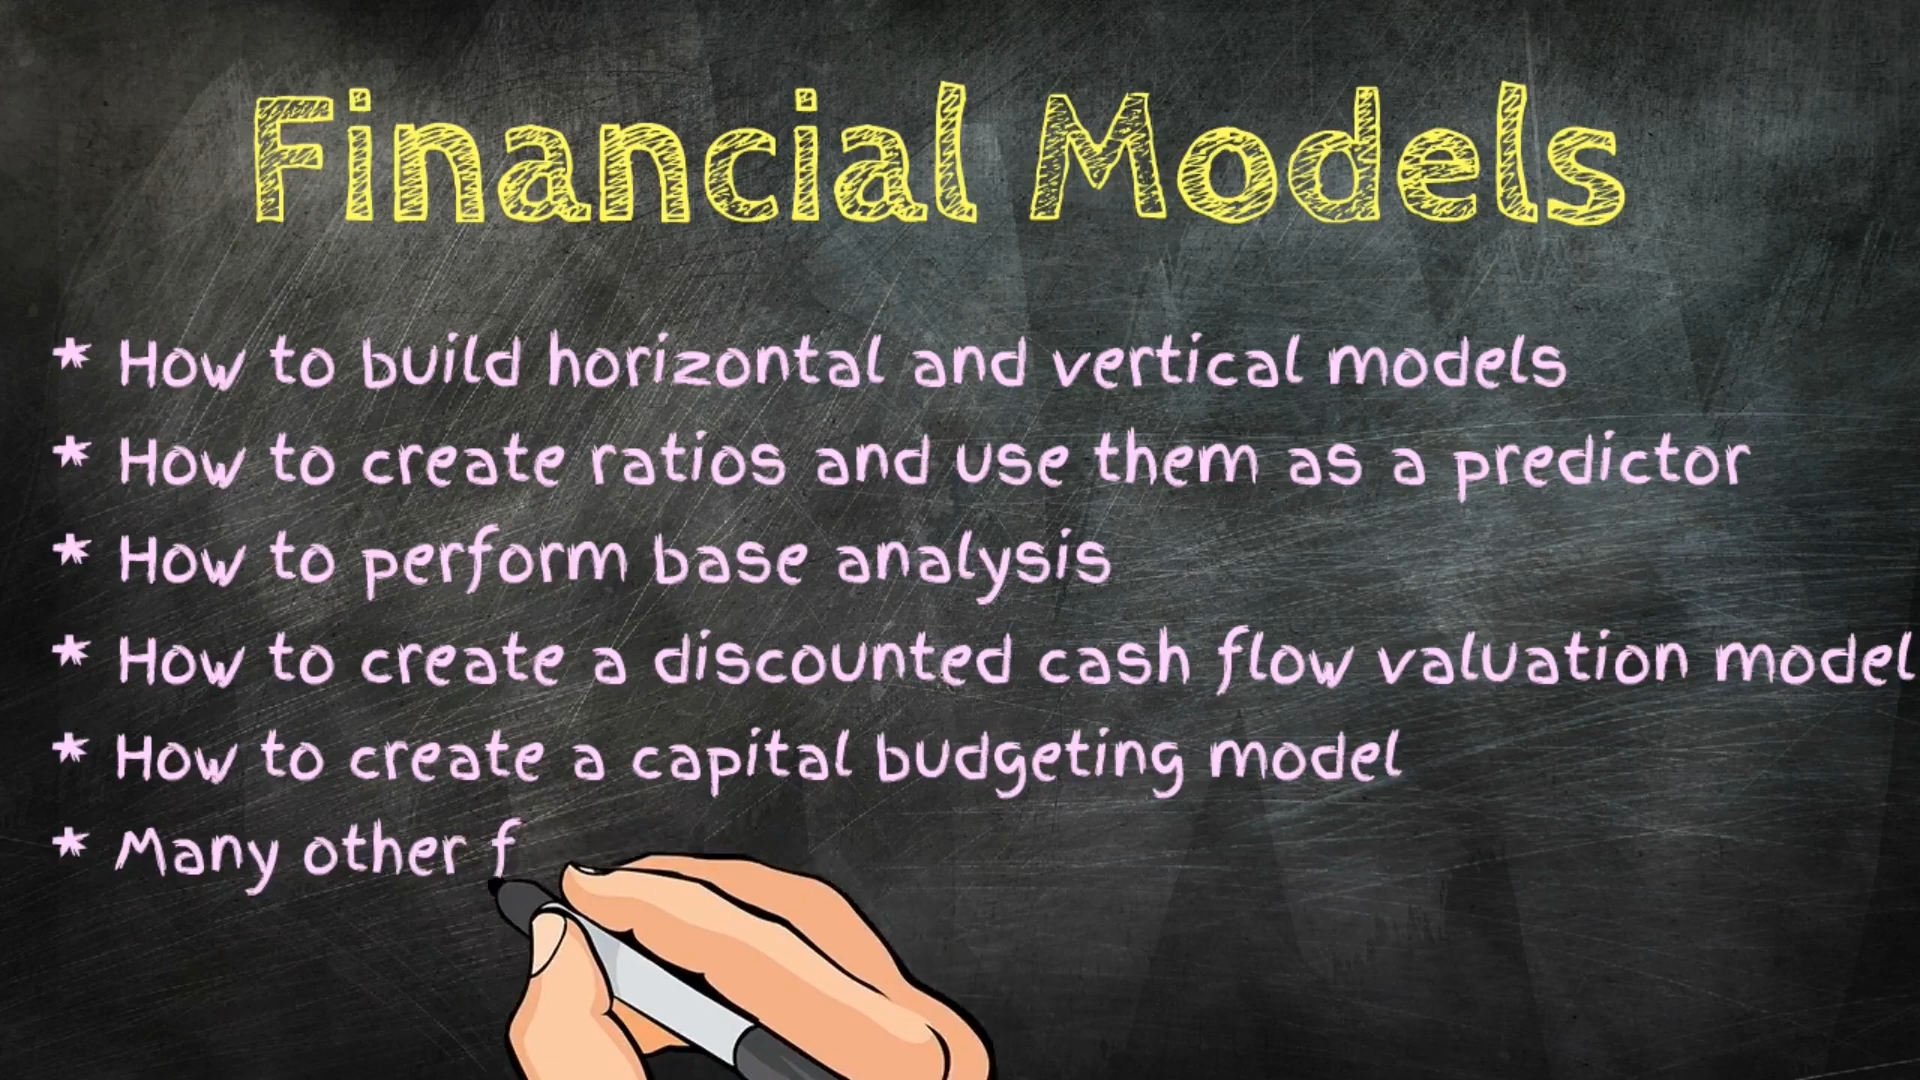 Financial Models
* How to build horizontal and vertical models
* How to create ratios and use them as a predictor
* How to perform base analysis
* How to create a discounted cash flow valuation model
* How to create a capital budgeting model
* Many other f